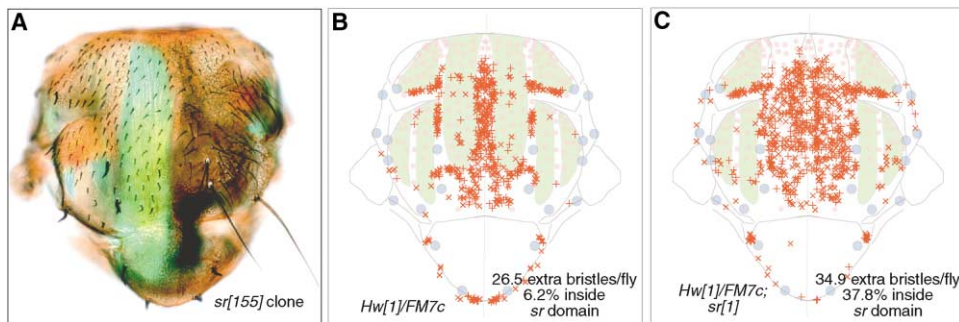 A
sr[155] clone
B
Hw[1]/FM7c
26.5 extra bristles/fly
6.2% inside
sr domain
C
Hw[1]/FM7c;
sr[1]
34.9 extra bristles/fly
37.8% inside
sr domain